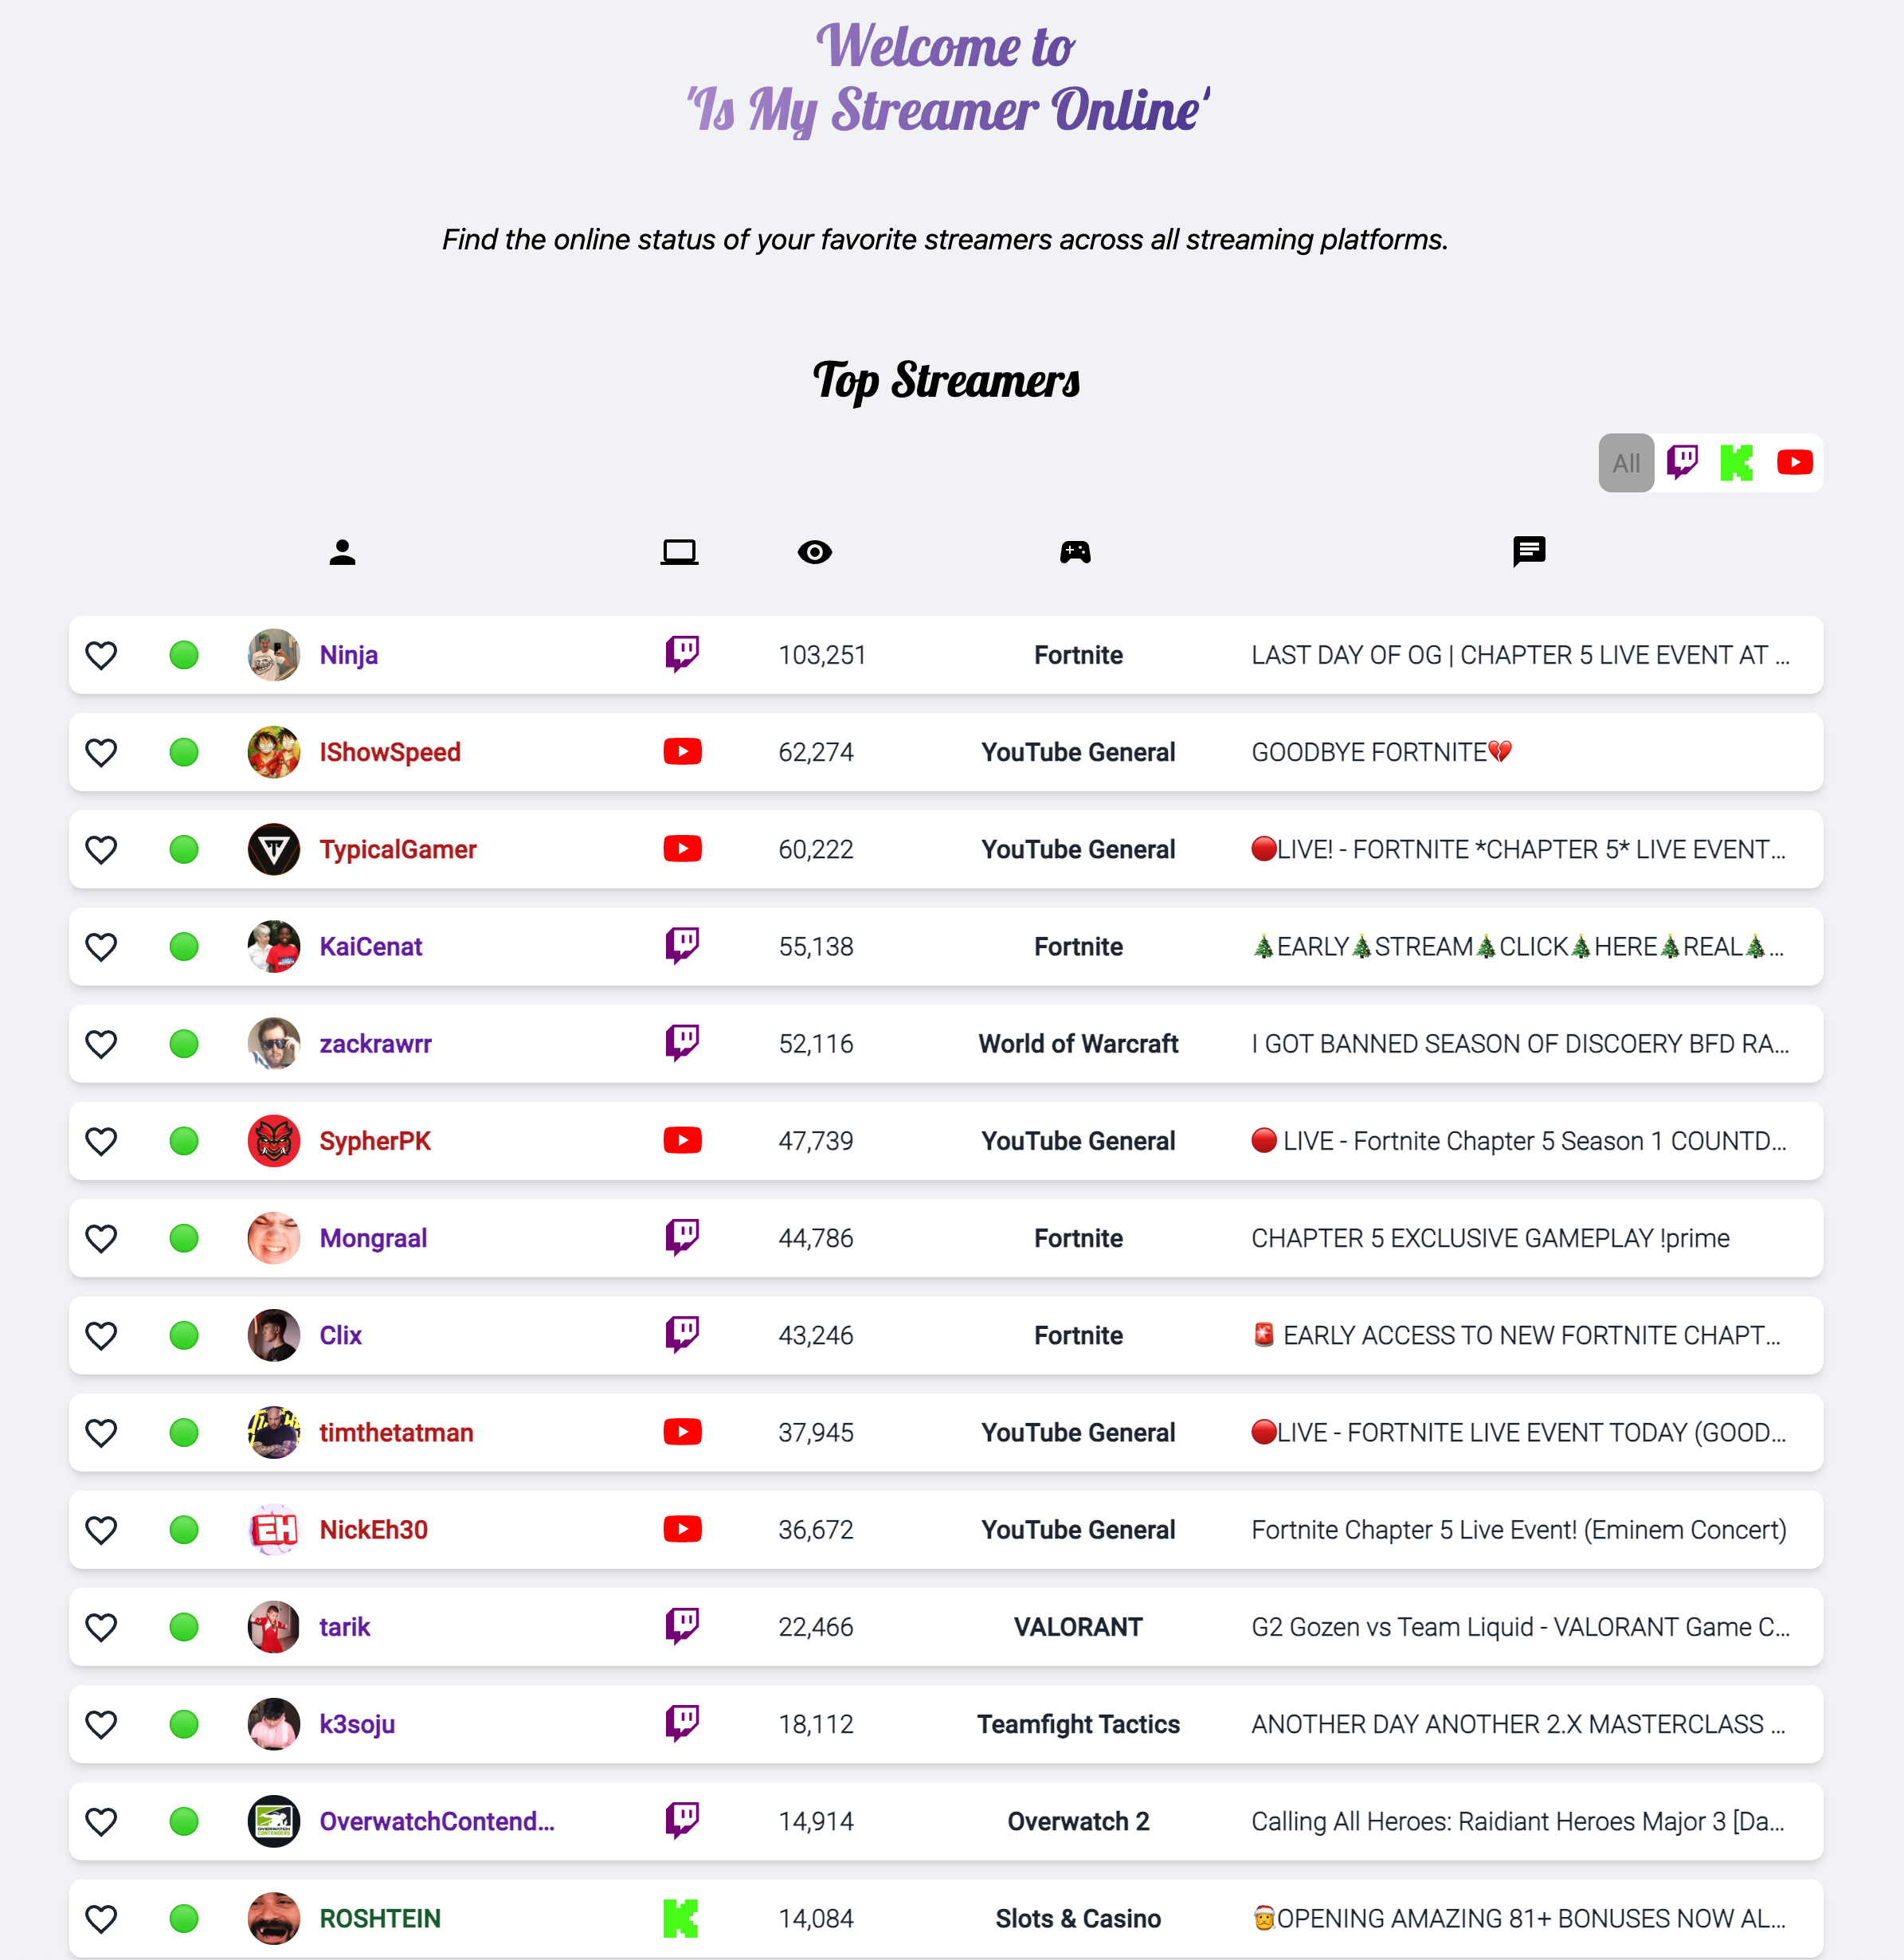 Welcome to
'Is My Streamer Online'
Find the online status of your favorite streamers across all streaming platforms.
Top Streamers
All
Ninja 103,251 Fortnite LAST DAY OF OG | CHAPTER 5 LIVE EVENT AT ...
IShowSpeed 62,274 YouTube General GOODBYE FORTNITE💔
TypicalGamer 60,222 YouTube General 🔴LIVE! - FORTNITE *CHAPTER 5* LIVE EVENT...
KaiCenat 55,138 Fortnite 🎄EARLY🎄STREAM🎄CLICK🎄HERE🎄REAL🎄...
zackrawrr 52,116 World of Warcraft I GOT BANNED SEASON OF DISCOERY BFD RA...
SypherPK 47,739 YouTube General 🔴 LIVE - Fortnite Chapter 5 Season 1 COUNTD...
Mongraal 44,786 Fortnite CHAPTER 5 EXCLUSIVE GAMEPLAY !prime
Clix 43,246 Fortnite 🚨 EARLY ACCESS TO NEW FORTNITE CHAPT...
timthetatman 37,945 YouTube General 🔴LIVE - FORTNITE LIVE EVENT TODAY (GOOD...
EH NickEh30 36,672 YouTube General Fortnite Chapter 5 Live Event! (Eminem Concert)
tarik 22,466 VALORANT G2 Gozen vs Team Liquid - VALORANT Game C...
k3soju 18,112 Teamfight Tactics ANOTHER DAY ANOTHER 2.X MASTERCLASS ...
OVERWATCH CONTENDERS OverwatchContend... 14,914 Overwatch 2 Calling All Heroes: Raidiant Heroes Major 3 [Da...
ROSHTEIN 14,084 Slots & Casino 🎅OPENING AMAZING 81+ BONUSES NOW AL...